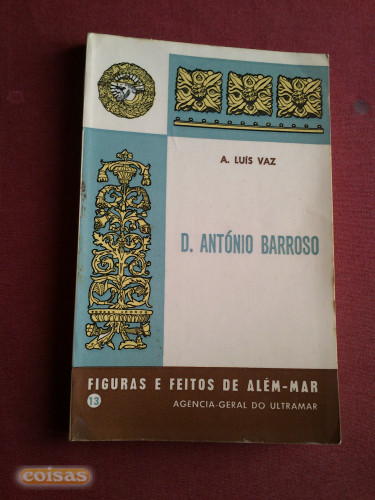 A. LUÍS VAZ
D. ANTÓNIO BARROSO
FIGURAS E FEITOS DE ALÉM-MAR
13
AGÊNCIA-GERAL DO ULTRAMAR
coisas